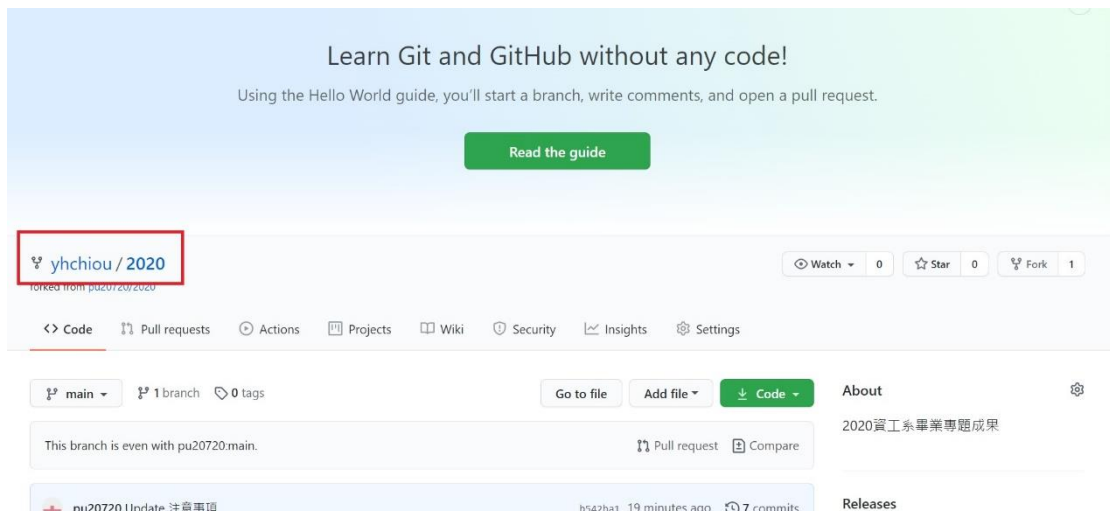 Learn Git and GitHub without any code!
Using the Hello World guide, you'll start a branch, write comments, and open a pull request.
Read the guide
yhchiou / 2020
Watch 0 Star 0 Fork 1
forked from pu20720/2020
Code Pull requests Actions Projects Wiki Security Insights Settings
main 1 branch 0 tags Go to file Add file Code
About
2020資工系畢業專題成果
This branch is even with pu20720:main. Pull request Compare
pu20720 Update 注意事項 19 minutes ago 7 commits
Releases